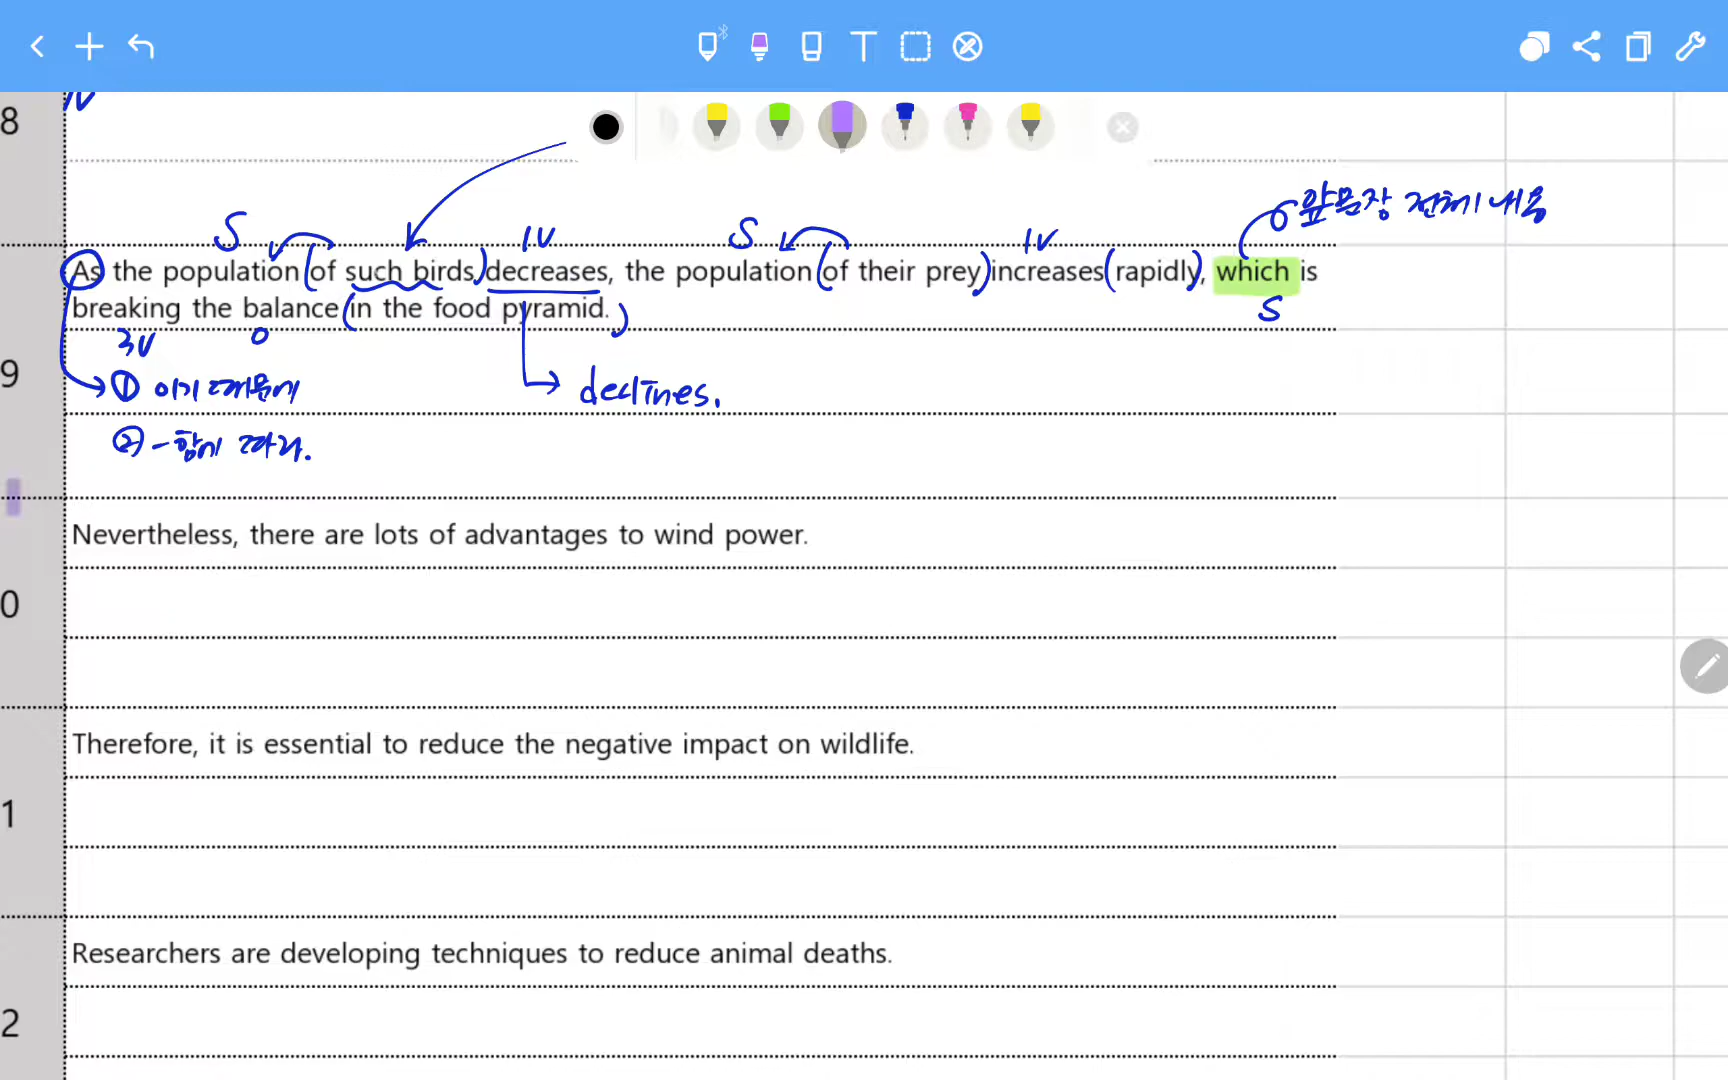 8
S 1V S 1V 앞문장 전체 내용
As the population (of such birds) decreases, the population (of their prey) increases (rapidly), which is
breaking the balance (in the food pyramid.)
S
3V O
9
① 이기 때문에
declines.
② -함에 따라.
Nevertheless, there are lots of advantages to wind power.
0
Therefore, it is essential to reduce the negative impact on wildlife.
1
Researchers are developing techniques to reduce animal deaths.
2